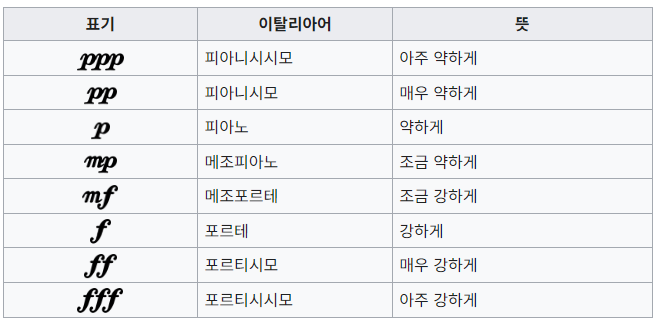 표기 이탈리아어 뜻
ppp 피아니시시모 아주 약하게
pp 피아니시모 매우 약하게
p 피아노 약하게
mp 메조피아노 조금 약하게
mf 메조포르테 조금 강하게
f 포르테 강하게
ff 포르티시모 매우 강하게
fff 포르티시시모 아주 강하게